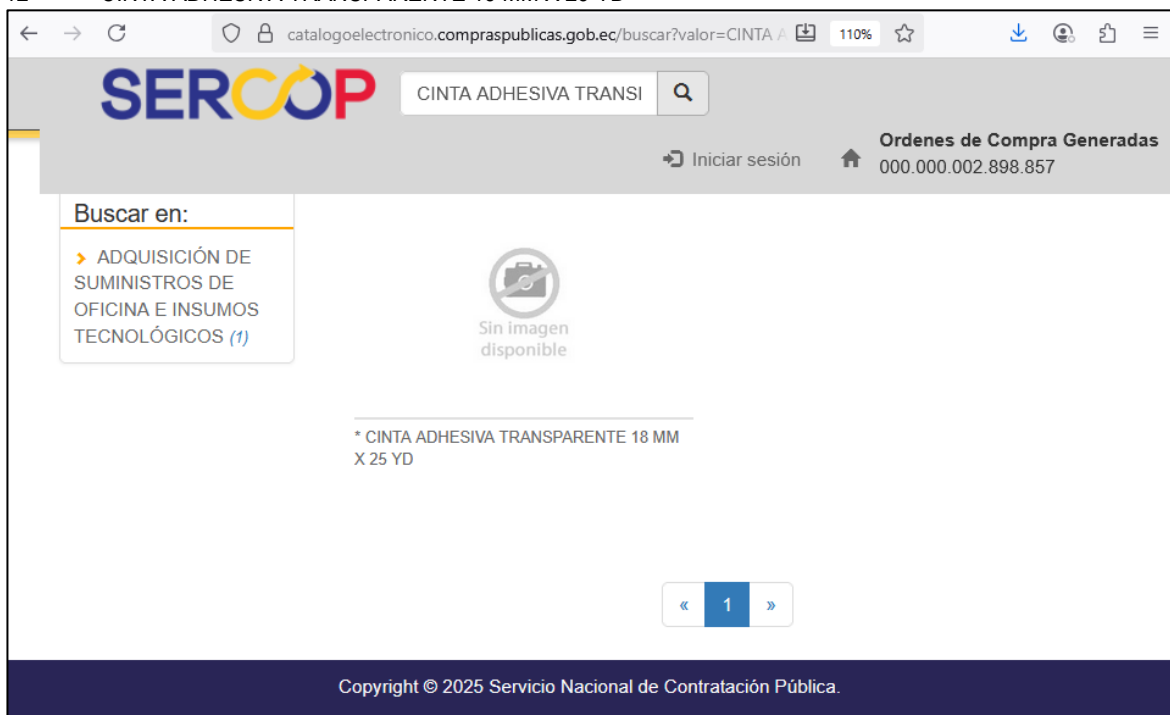 catalogoelectronico.compraspublicas.gob.ec/buscar?valor=CINTA A
110%
SERCOP
CINTA ADHESIVA TRANSI
Iniciar sesión
Ordenes de Compra Generadas
000.000.002.898.857
Buscar en:
ADQUISICIÓN DE
SUMINISTROS DE
OFICINA E INSUMOS
TECNOLÓGICOS (1)
Sin imagen
disponible
* CINTA ADHESIVA TRANSPARENTE 18 MM
X 25 YD
« 1 »
Copyright © 2025 Servicio Nacional de Contratación Pública.